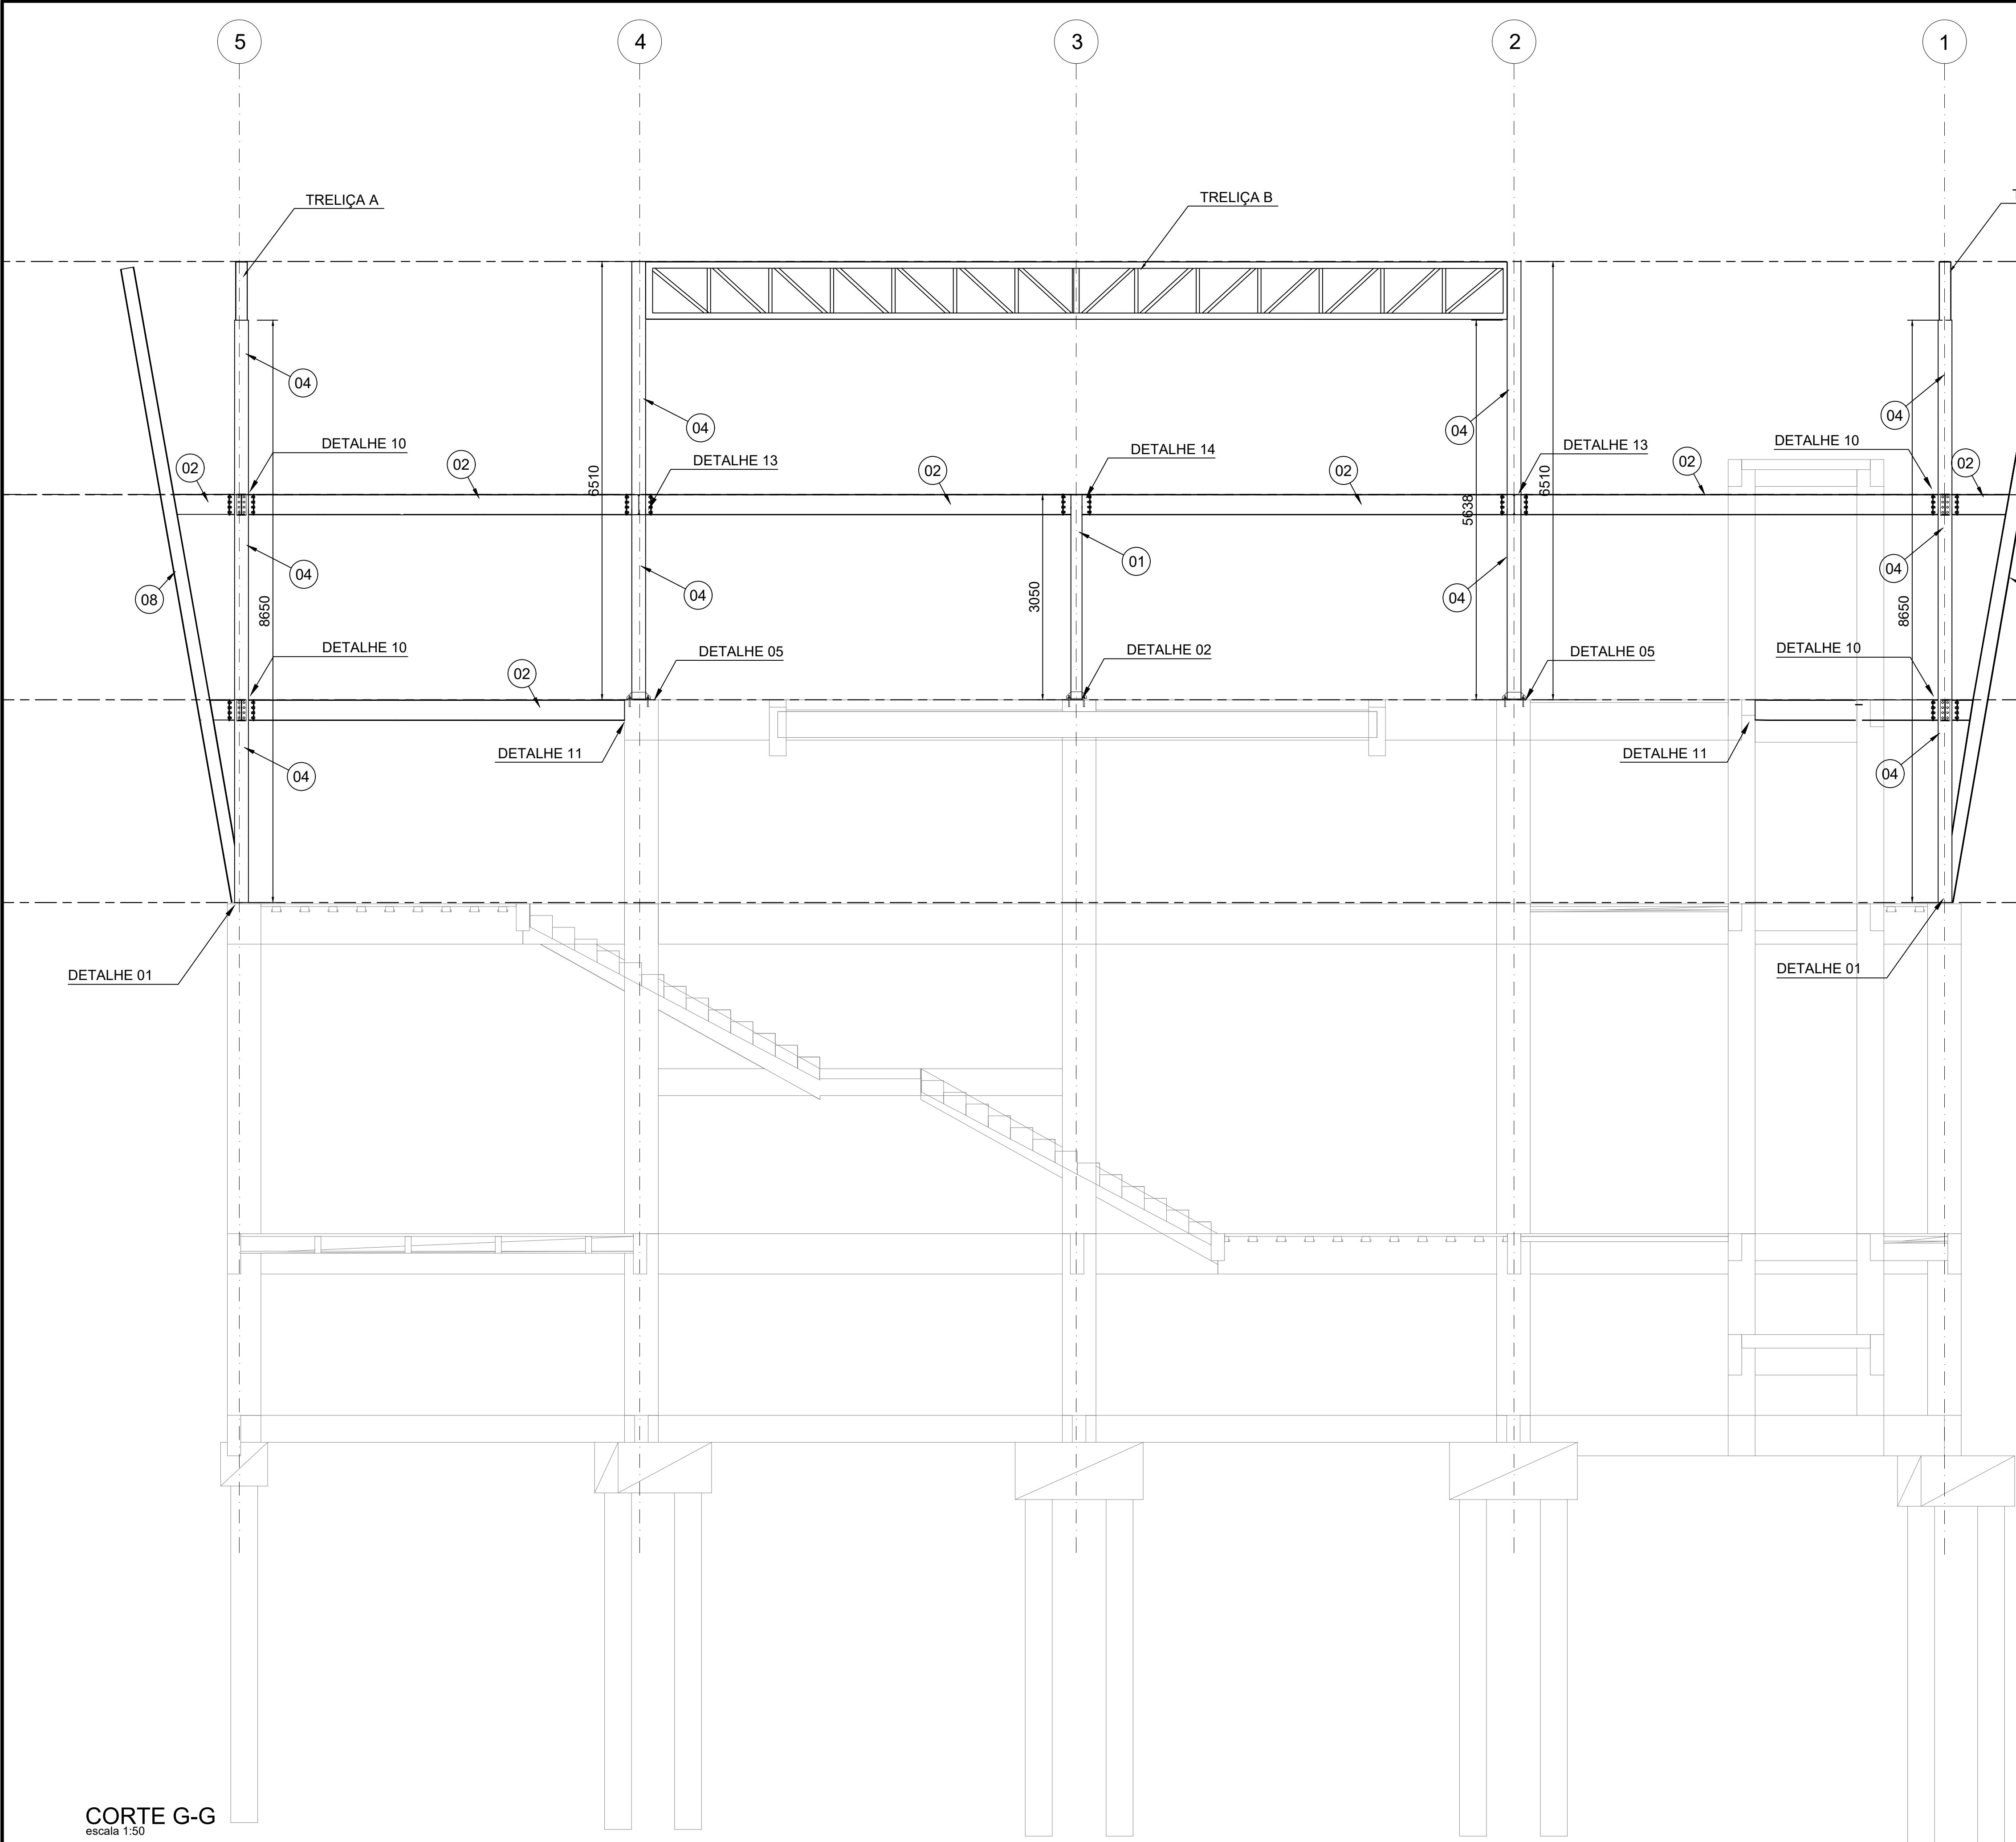 5
4
3
2
1
TRELIÇA A
TRELIÇA B
04
04
04
04
DETALHE 10
DETALHE 13
DETALHE 14
DETALHE 13
DETALHE 10
02
02
02
02
02
02
6510
5638
6510
01
04
04
04
04
08
8650
3050
8650
DETALHE 10
DETALHE 05
DETALHE 02
DETALHE 05
DETALHE 10
02
DETALHE 11
DETALHE 11
04
04
DETALHE 01
DETALHE 01
CORTE G-G
escala 1:50